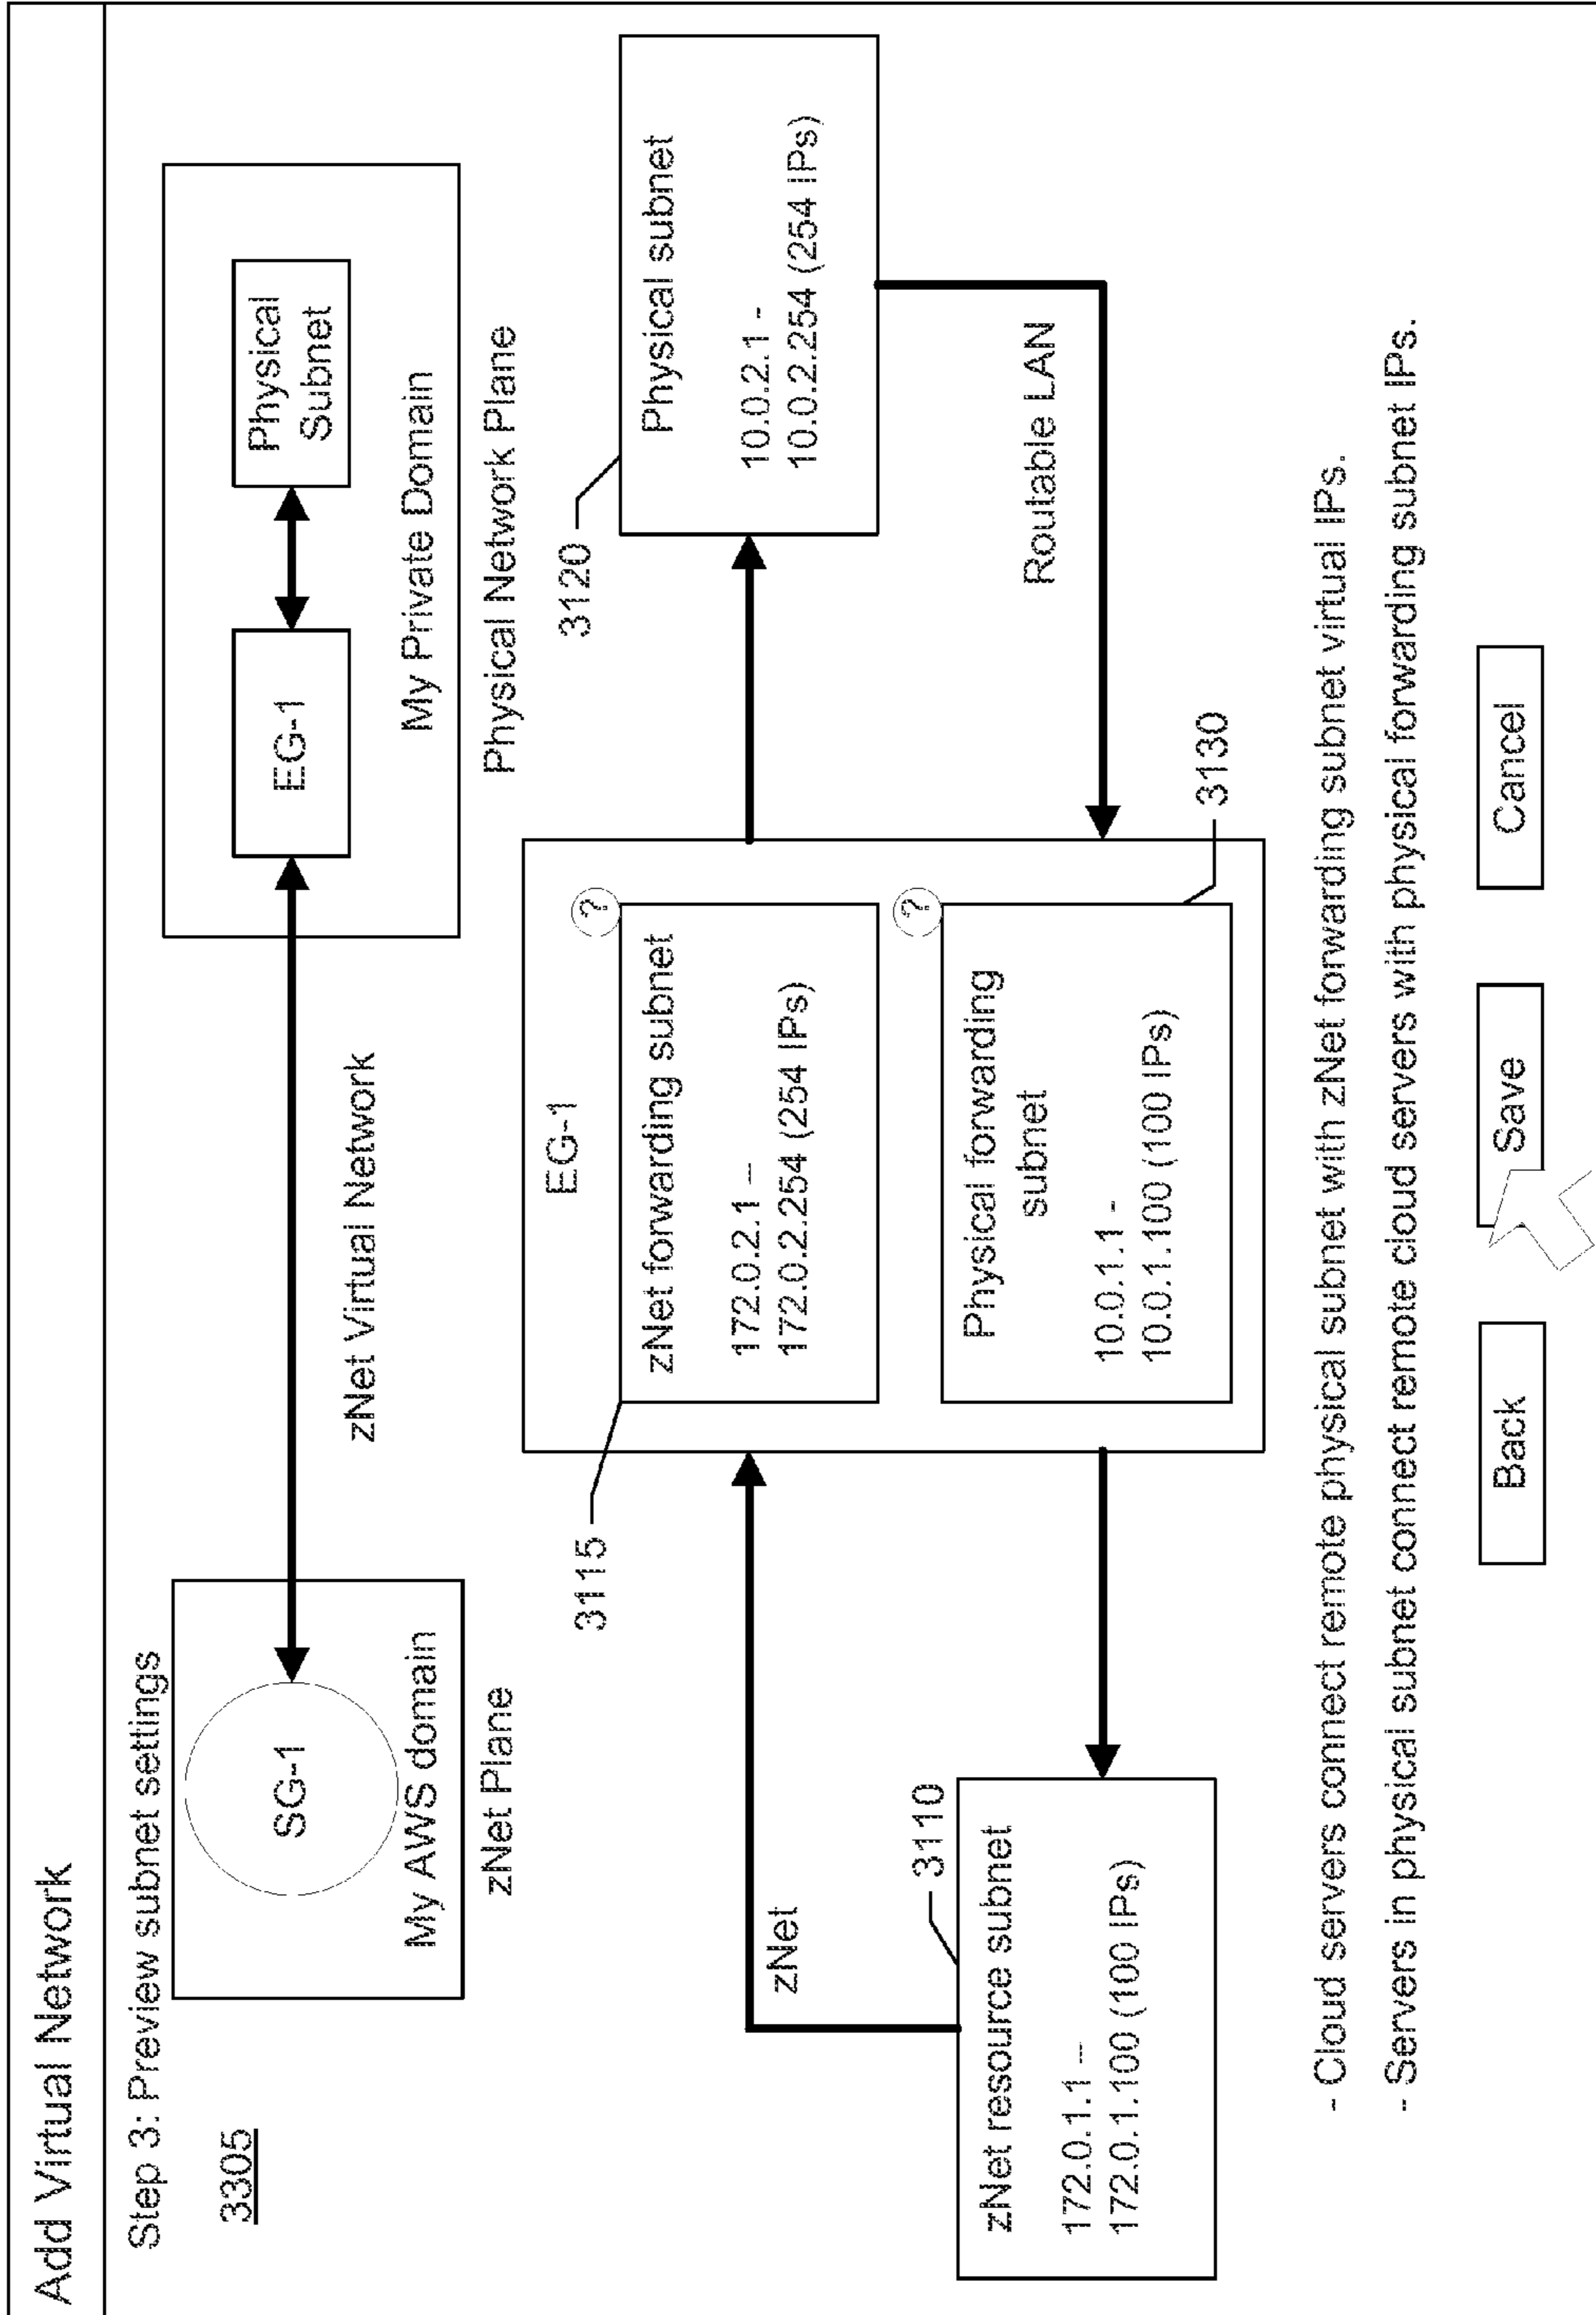 Add Virtual Network
Step 3: Preview subnet settings
3305
SG-1
My AWS domain
zNet Plane
zNet Virtual Network
EG-1
Physical
Subnet
My Private Domain
Physical Network Plane
3110
zNet resource subnet
172.0.1.1 –
172.0.1.100 (100 IPs)
zNet
3115
EG-1
?
zNet forwarding subnet
172.0.2.1 –
172.0.2.254 (254 IPs)
?
Physical forwarding
subnet
10.0.1.1 -
10.0.1.100 (100 IPs)
3130
3120
Physical subnet
10.0.2.1 -
10.0.2.254 (254 IPs)
Routable LAN
- Cloud servers connect remote physical subnet with zNet forwarding subnet virtual IPs.
- Servers in physical subnet connect remote cloud servers with physical forwarding subnet IPs.
Back
Save
Cancel